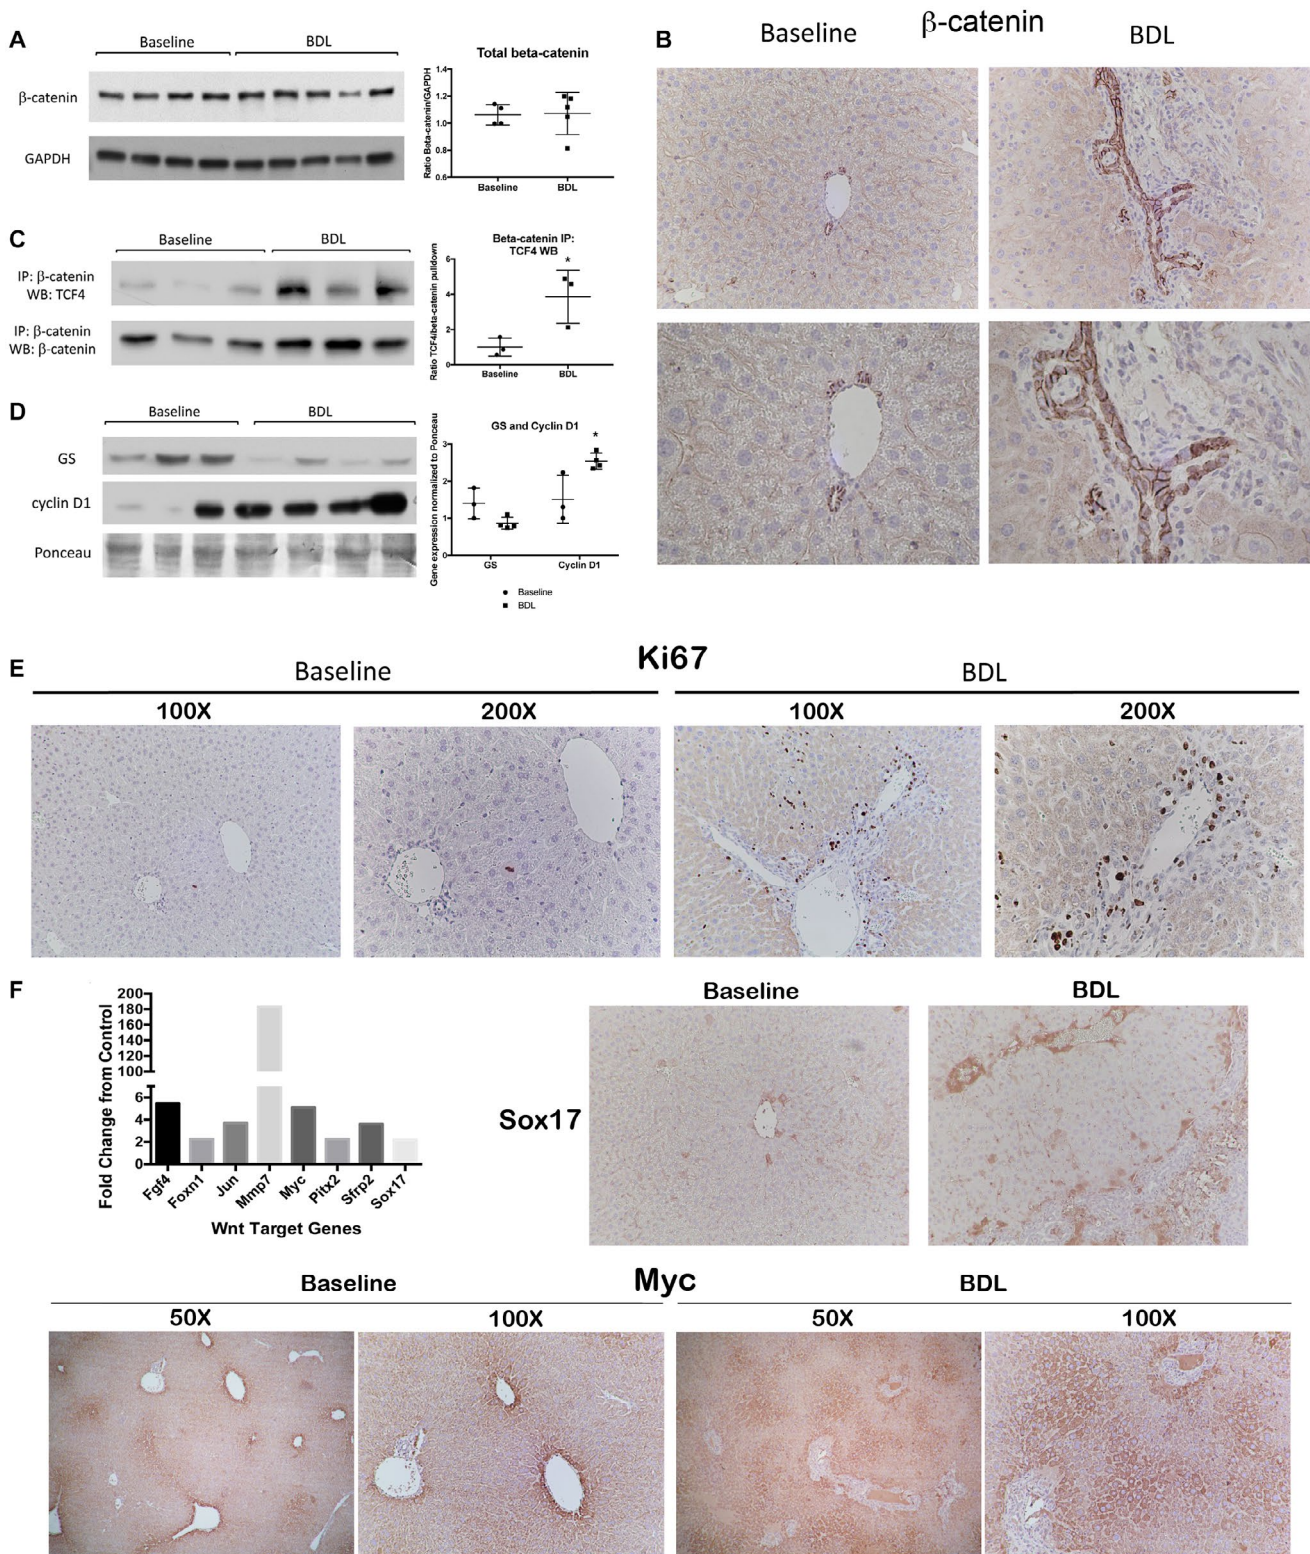 A
Baseline
BDL
β-catenin
GAPDH
Total beta-catenin
Ratio Beta-catenin/GAPDH
1.4
1.2
1.0
0.8
0.6
Baseline
BDL
B
Baseline
β-catenin
BDL
C
Baseline
BDL
IP: β-catenin
WB: TCF4
IP: β-catenin
WB: β-catenin
Beta-catenin IP:
TCF4 WB
*
Ratio TCF4/beta-catenin pulldown
6
4
2
0
Baseline
BDL
D
Baseline
BDL
GS
cyclin D1
Ponceau
GS and Cyclin D1
*
Gene expression normalized to Ponceau
3
2
1
0
GS
Cyclin D1
Baseline
BDL
E
Ki67
Baseline
BDL
100X
200X
100X
200X
F
Fold Change from Control
200
180
160
140
120
100
6
4
2
0
Fgf4
Foxn1
Jun
Mmp7
Myc
Pitx2
Sfrp2
Sox17
Wnt Target Genes
Baseline
BDL
Sox17
Baseline
Myc
BDL
50X
100X
50X
100X